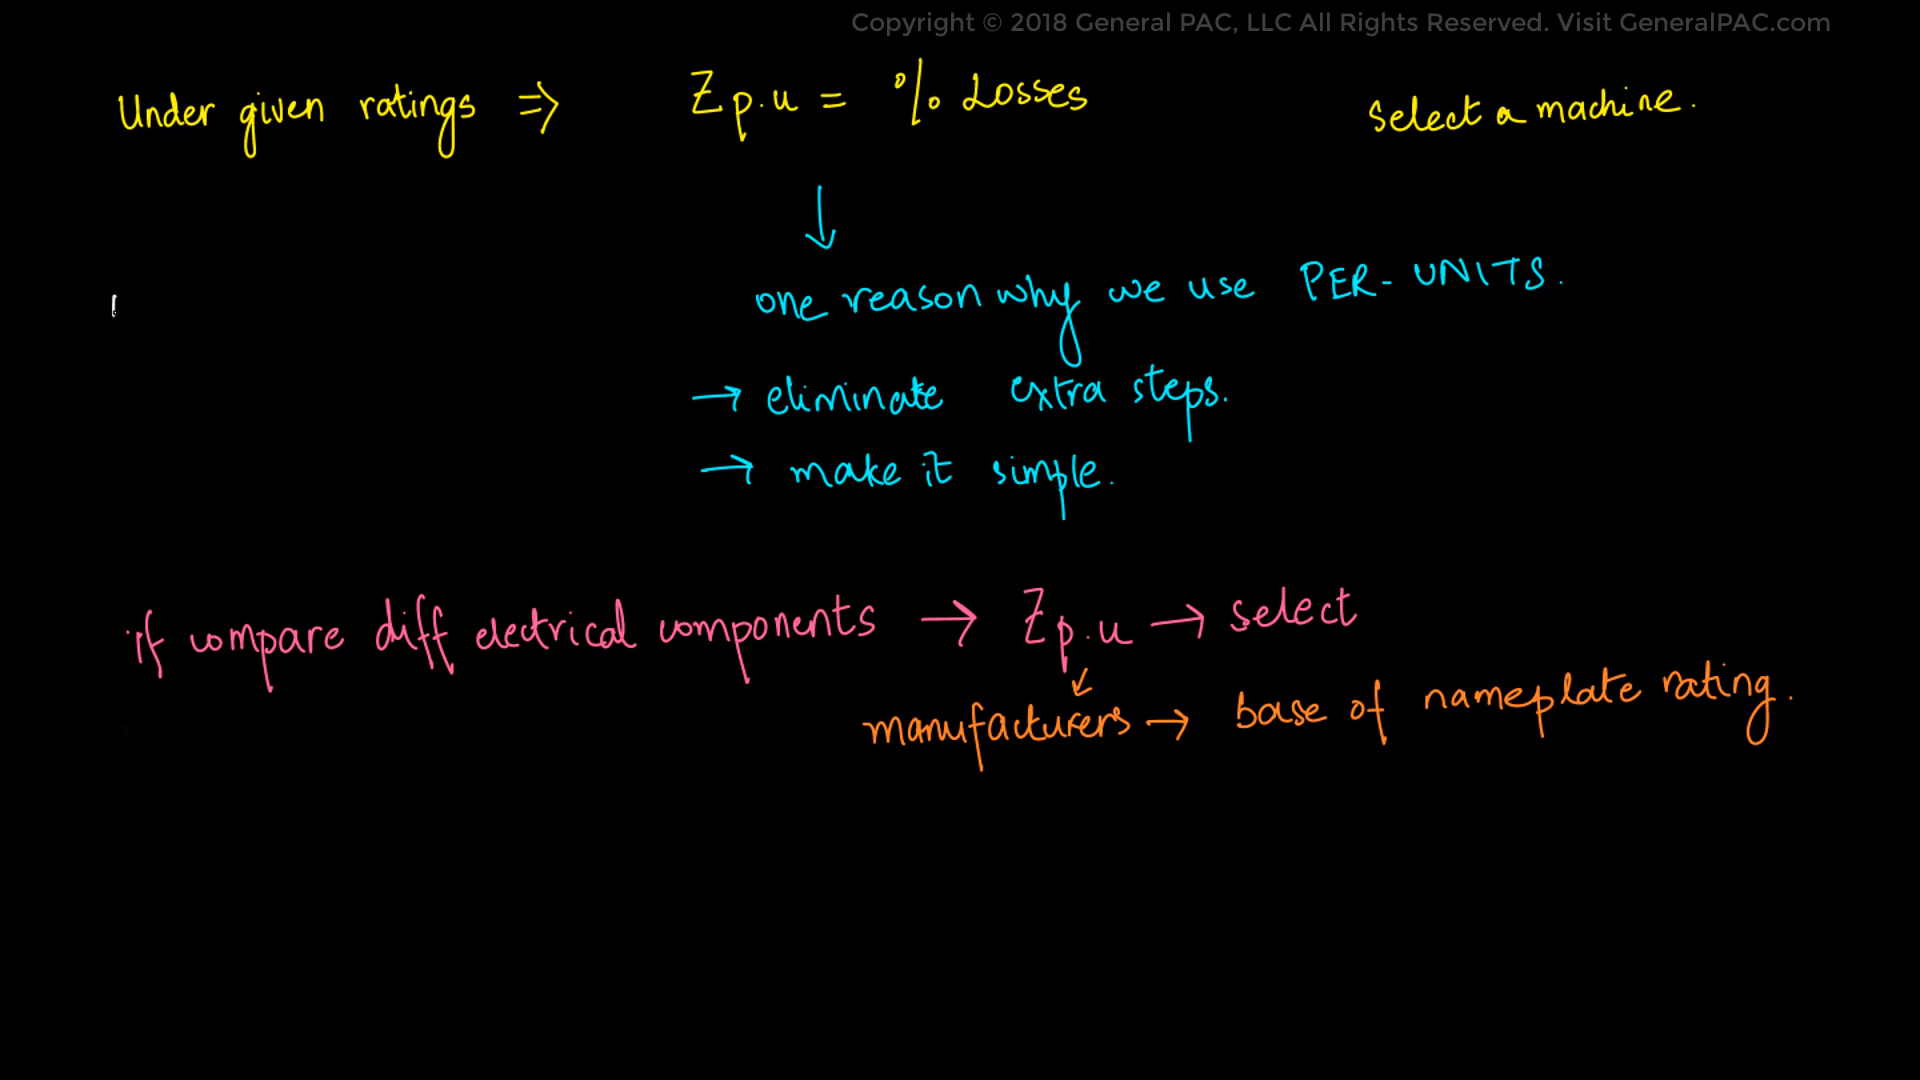 Copyright © 2018 General PAC, LLC All Rights Reserved. Visit GeneralPAC.com
Under given ratings ⇒ Zp.u = % Losses Select a machine.
↓
one reason why we use PER-UNITS.
→ eliminate extra steps.
→ make it simple.
if compare diff electrical components → Zp.u → select
↙
manufacturers → base of nameplate rating.